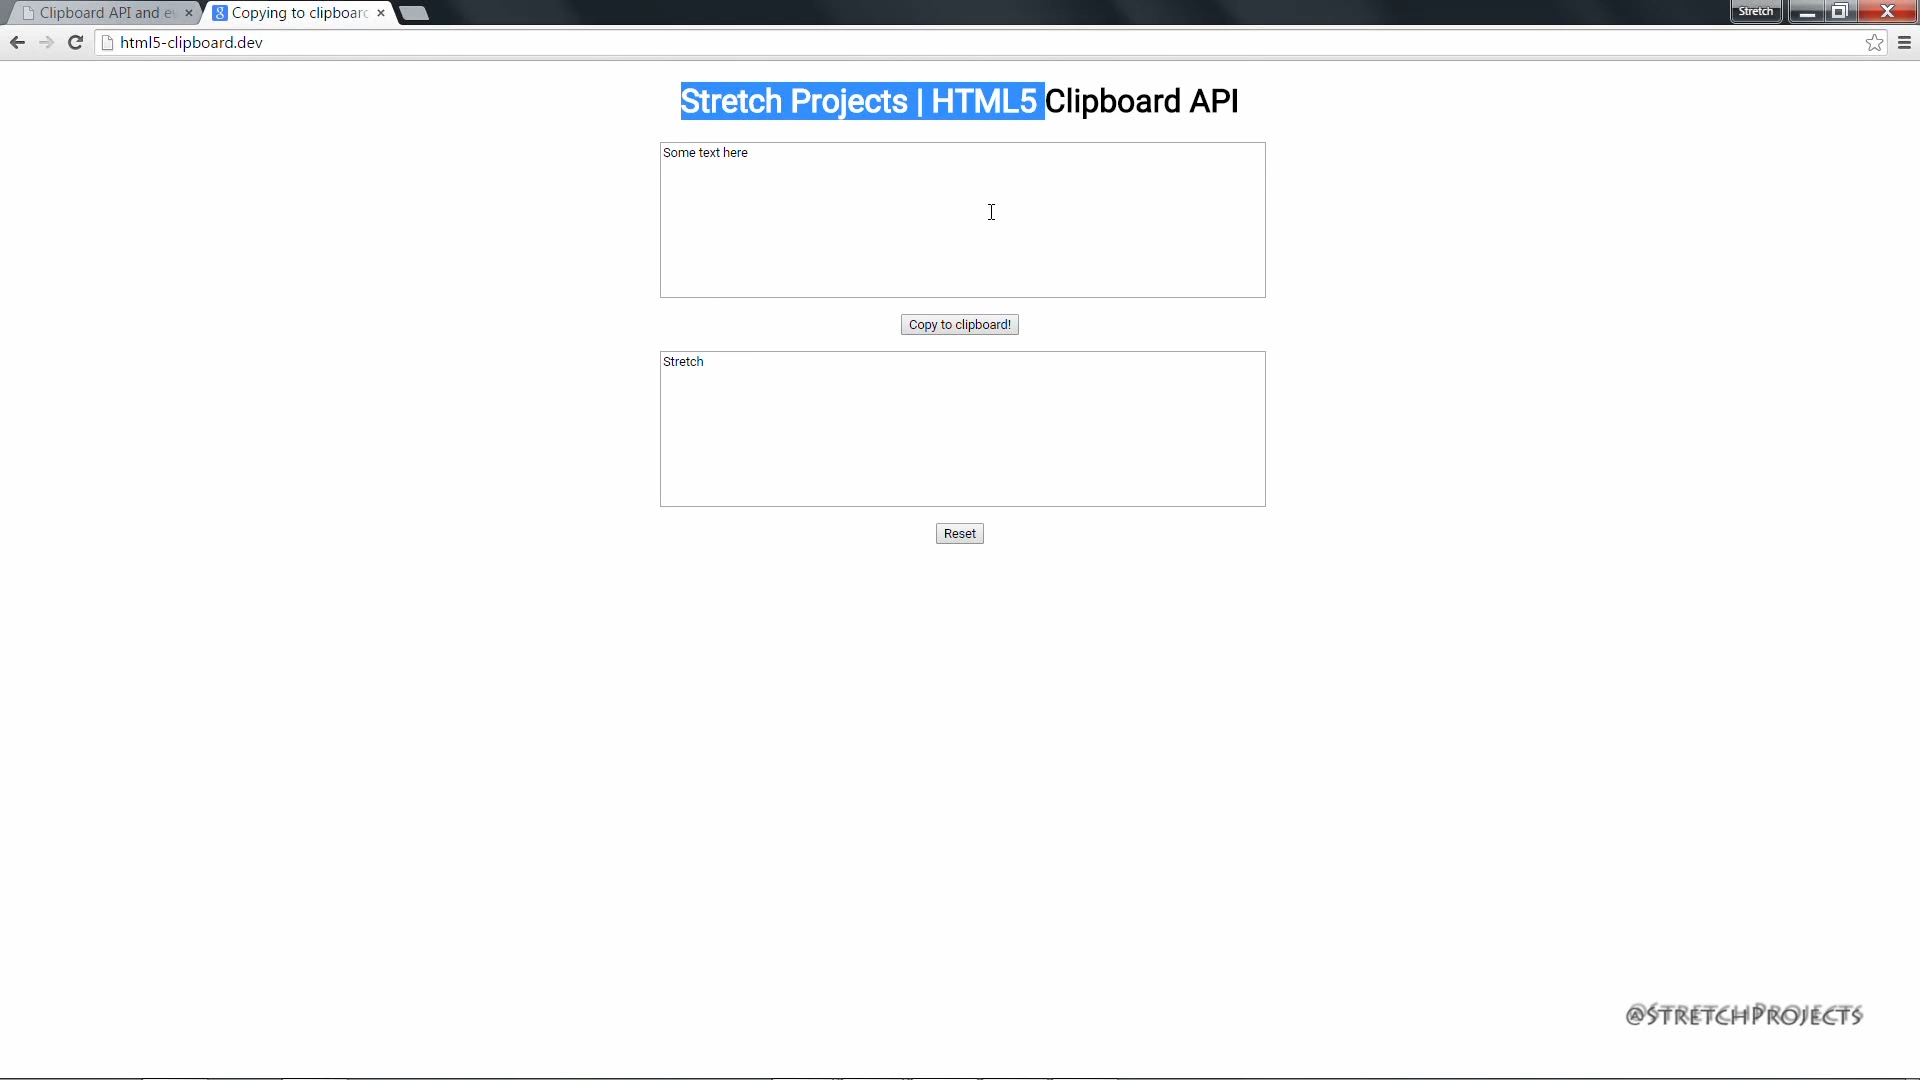 Clipboard API and e
Copying to clipboard
Stretch
html5-clipboard.dev
Stretch Projects | HTML5 Clipboard API
Some text here
Copy to clipboard!
Stretch
Reset
@StretchProjects